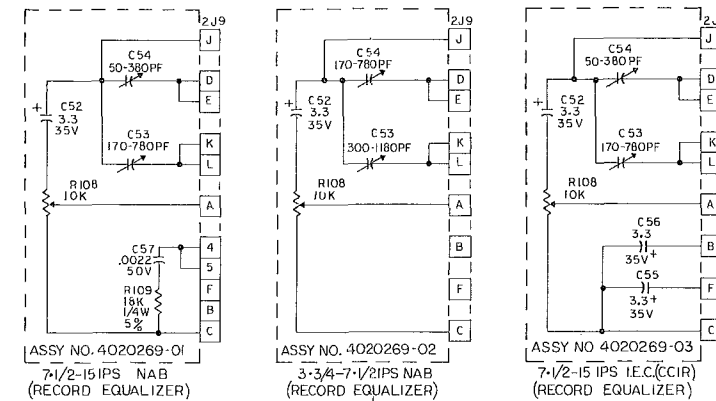 2J9
J
C54
50-380PF
D
E
+
C52
3.3
35V
C53
170-780PF
K
L
R108
10K
A
C57
.0022
50V
4
5
F
R109
18K
1/4W
5%
B
C
ASSY NO. 4020269-01
7·1/2-15 IPS NAB
(RECORD EQUALIZER)
2J9
J
C54
170-780PF
D
E
+
C52
3.3
35V
C53
300-1180PF
K
L
R108
10K
A
B
F
C
ASSY NO. 4020269-02
3·3/4-7·1/2 IPS NAB
(RECORD EQUALIZER)
2J
J
C54
50-380PF
D
E
+
C52
3.3
35V
C53
170-780PF
K
L
R108
10K
A
C56
3.3
35V +
B
C55
3.3 +
35V
F
C
ASSY NO 4020269-03
7·1/2-15 IPS I.E.C.(CCIR)
(RECORD EQUALIZER)